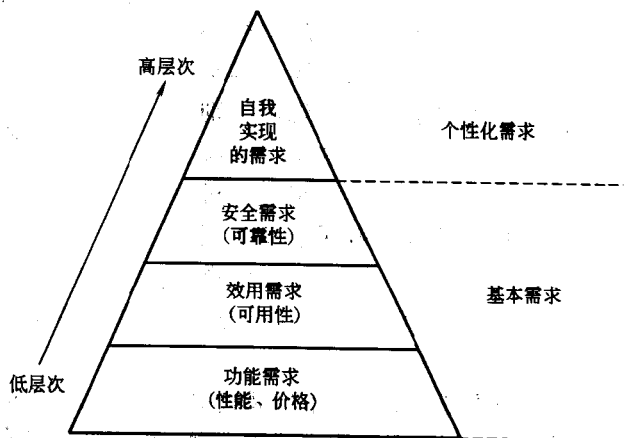 高层次
自我
实现
的需求
个性化需求
安全需求
(可靠性)
效用需求
(可用性)
基本需求
低层次
功能需求
(性能、价格)